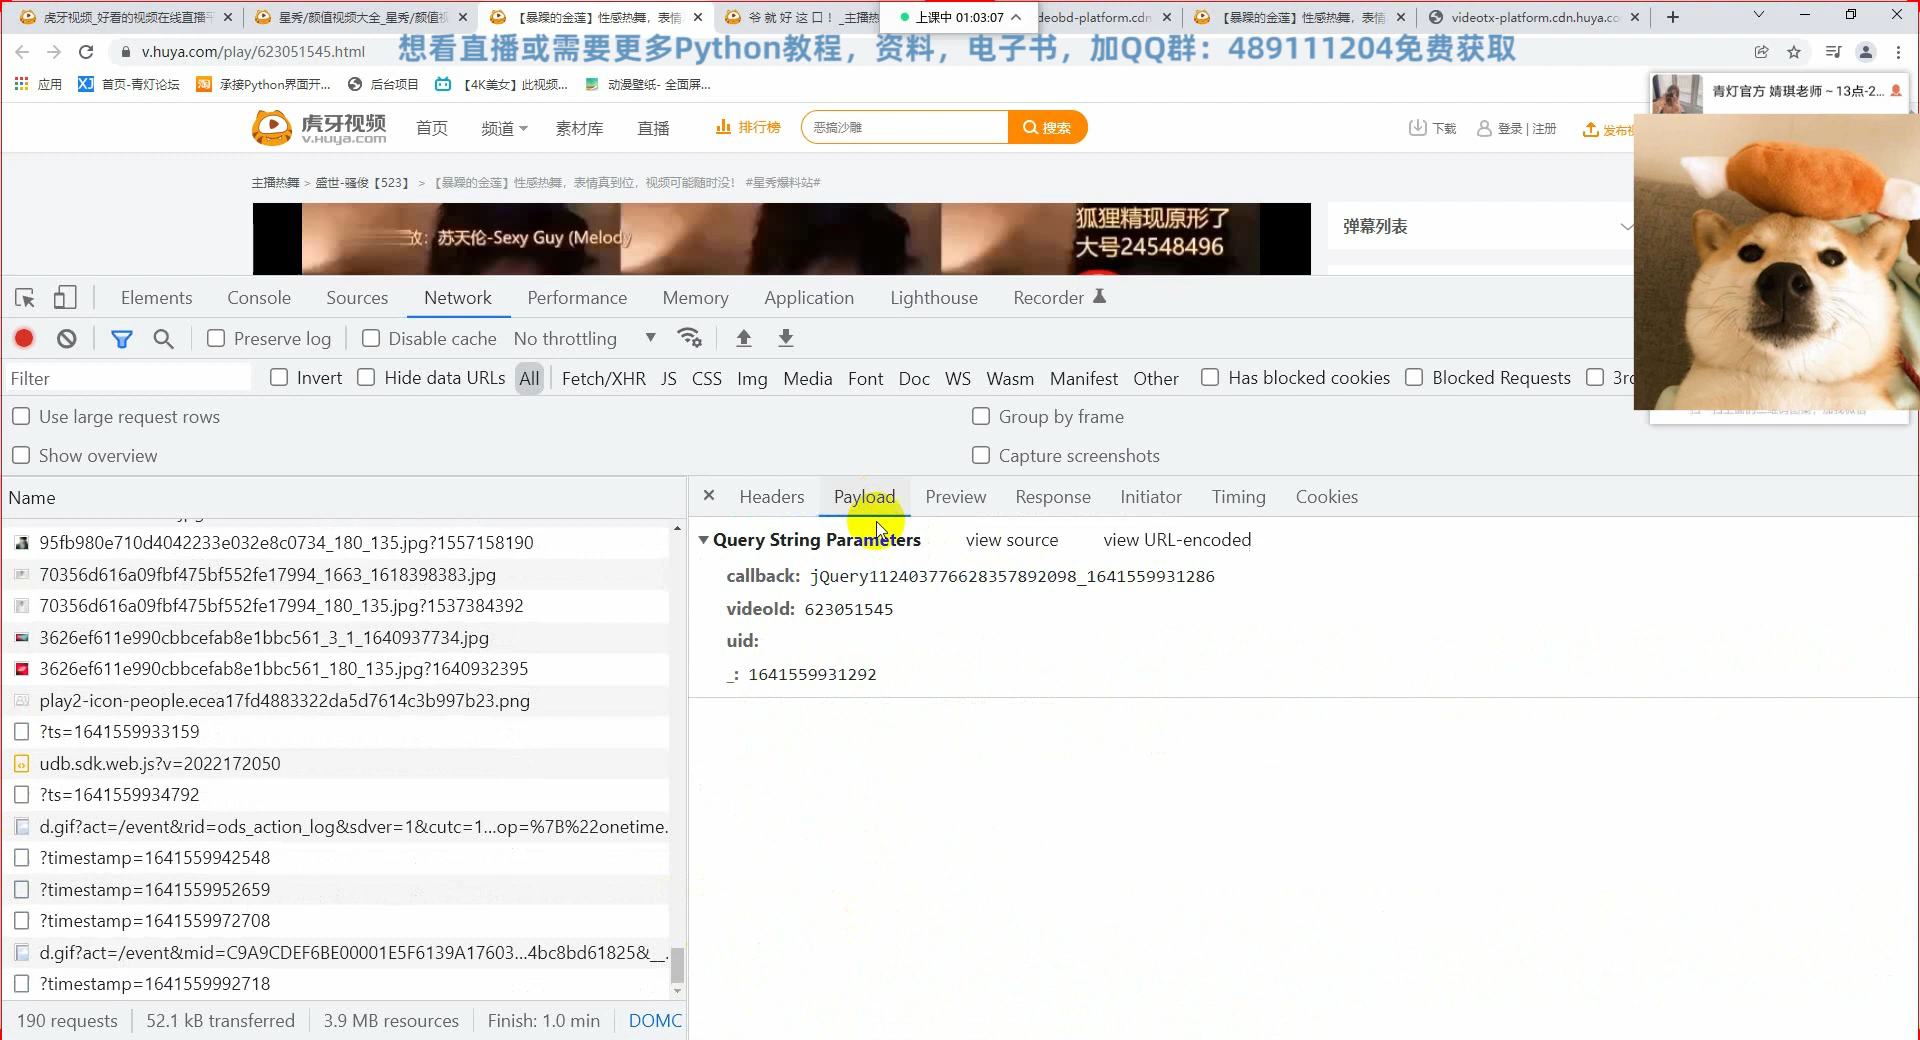 虎牙视频_好看的视频在线直播平
星秀/颜值视频大全_星秀/颜值视
【暴躁的金莲】性感热舞，表情
爷 就 好 这 口 ！_主播热
上课中 01:03:07
deobd-platform.cdn
【暴躁的金莲】性感热舞，表情
videotx-platform.cdn.huya.co
v.huya.com/play/623051545.html
想看直播或需要更多Python教程，资料，电子书，加QQ群：489111204免费获取
应用
首页-青灯论坛
承接Python界面开...
后台项目
【4K美女】此视频...
动漫壁纸- 全面屏...
青灯官方 婧琪老师 ~ 13点-2...
虎牙视频
v.Huya.com
首页
频道
素材库
直播
排行榜
恶搞沙雕
搜索
下载
登录 | 注册
发布
主播热舞 > 盛世-骚俊【523】 > 【暴躁的金莲】性感热舞，表情真到位，视频可能随时没！ #星秀爆料站#
苏天伦-Sexy Guy (Melody
狐狸精现原形了
大号24548496
弹幕列表
Elements Console Sources Network Performance Memory Application Lighthouse Recorder
Preserve log Disable cache No throttling
Filter Invert Hide data URLs All Fetch/XHR JS CSS Img Media Font Doc WS Wasm Manifest Other Has blocked cookies Blocked Requests 3r
Use large request rows Group by frame
Show overview Capture screenshots
Name
Headers Payload Preview Response Initiator Timing Cookies
95fb980e710d4042233e032e8c0734_180_135.jpg?1557158190
70356d616a09fbf475bf552fe17994_1663_1618398383.jpg
70356d616a09fbf475bf552fe17994_180_135.jpg?1537384392
3626ef611e990cbbcefab8e1bbc561_3_1_1640937734.jpg
3626ef611e990cbbcefab8e1bbc561_180_135.jpg?1640932395
play2-icon-people.ecea17fd4883322da5d7614c3b997b23.png
?ts=1641559933159
udb.sdk.web.js?v=2022172050
?ts=1641559934792
d.gif?act=/event&rid=ods_action_log&sdver=1&cutc=1...op=%7B%22onetime.
?timestamp=1641559942548
?timestamp=1641559952659
?timestamp=1641559972708
d.gif?act=/event&mid=C9A9CDEF6BE00001E5F6139A17603...4bc8bd61825&__.
?timestamp=1641559992718
Query String Parameters view source view URL-encoded
callback: jQuery112403776628357892098_1641559931286
videoId: 623051545
uid:
_: 1641559931292
190 requests 52.1 kB transferred 3.9 MB resources Finish: 1.0 min DOMC